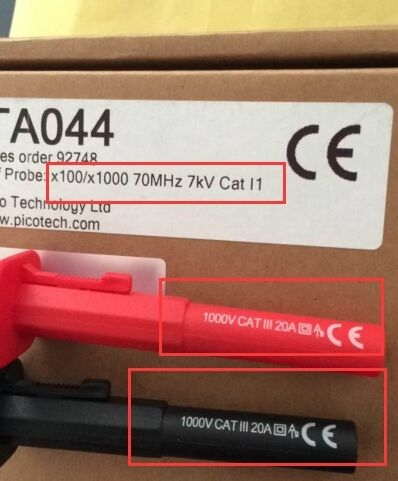 TA044
es order 92748
f Probe: x100/x1000 70MHz 7kV Cat I1
o Technology Ltd
w.picotech.com
CE
1000V CAT III 20A CE
1000V CAT III 20A CE